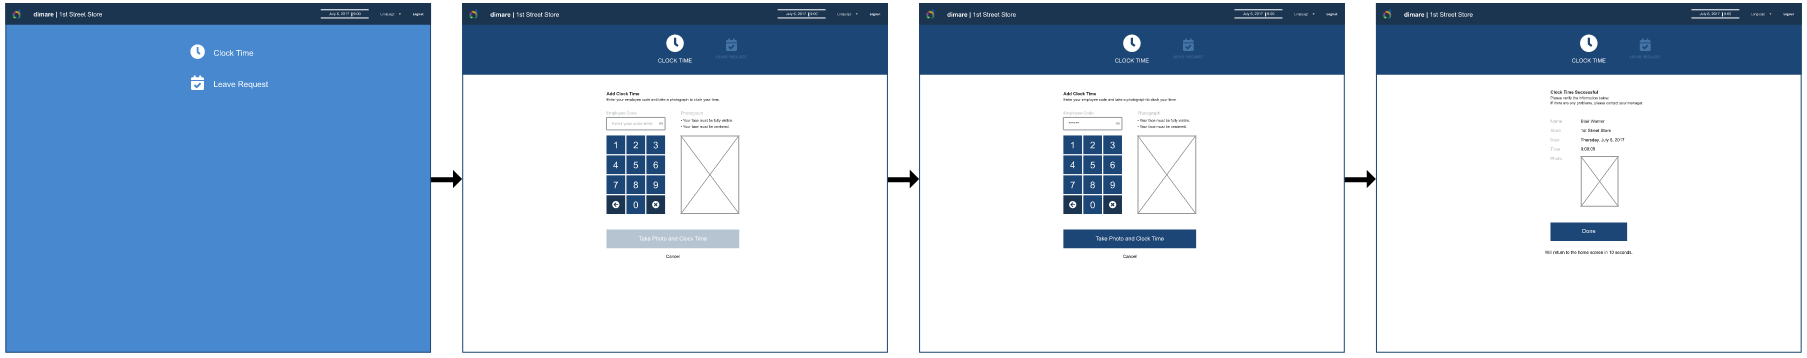 dimare | 1st Street Store
July 6, 2017 | 9:00
Language
Logout
Clock Time
Leave Request
dimare | 1st Street Store
July 6, 2017 | 9:00
Language
Logout
CLOCK TIME
LEAVE REQUEST
Add Clock Time
Enter your employee code and take a photograph to clock your time.
Employee Code
Photograph
Enter your code here
• Your face must be fully visible.
• Your face must be centered.
1 2 3
4 5 6
7 8 9
0
Take Photo and Clock Time
Cancel
dimare | 1st Street Store
July 6, 2017 | 9:00
Language
Logout
CLOCK TIME
LEAVE REQUEST
Add Clock Time
Enter your employee code and take a photograph to clock your time.
Employee Code
Photograph
• Your face must be fully visible.
• Your face must be centered.
1 2 3
4 5 6
7 8 9
0
Take Photo and Clock Time
Cancel
dimare | 1st Street Store
July 6, 2017
Language
Logout
CLOCK TIME
LEAVE REQUEST
Clock Time Successful
Please verify the information below.
If there are any problems, please contact your manager.
Name Brad Warner
Store 1st Street Store
Date Thursday, July 6, 2017
Time
Photo
Done
Will return to the home screen in 10 seconds.